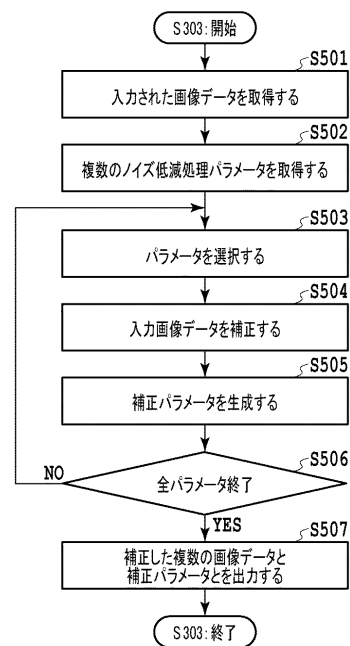 S303:開始
S501
入力された画像データを取得する
S502
複数のノイズ低減処理パラメータを取得する
S503
パラメータを選択する
S504
入力画像データを補正する
S505
補正パラメータを生成する
S506
NO
全パラメータ終了
YES
S507
補正した複数の画像データと
補正パラメータとを出力する
S303:終了